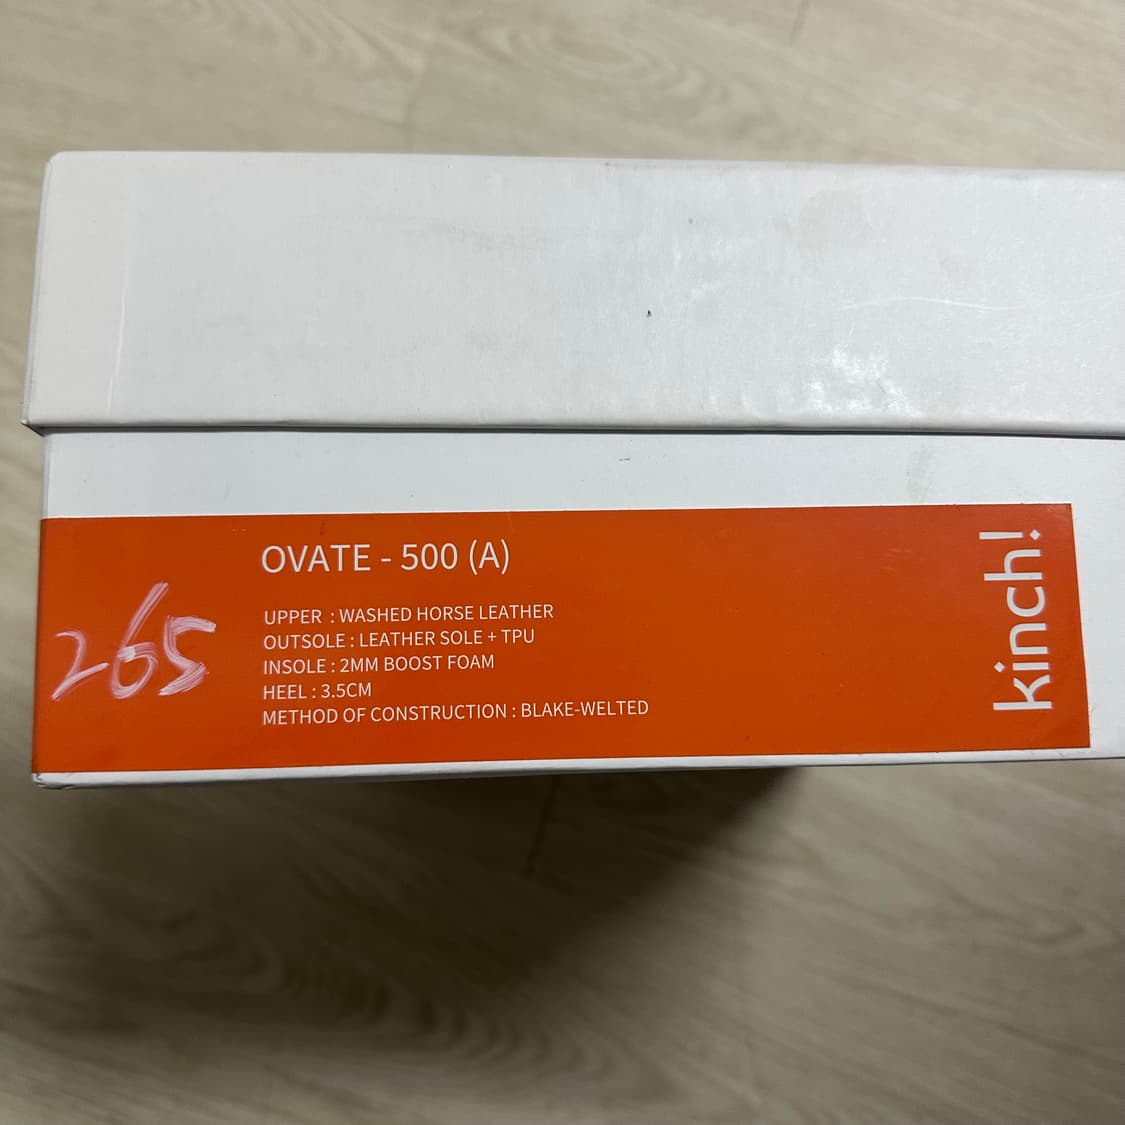 OVATE - 500 (A)
265
UPPER : WASHED HORSE LEATHER
OUTSOLE : LEATHER SOLE + TPU
INSOLE : 2MM BOOST FOAM
HEEL : 3.5CM
METHOD OF CONSTRUCTION : BLAKE-WELTED
kinch!